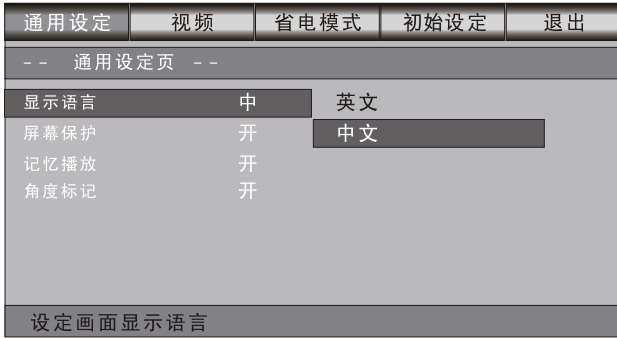 通用设定 视频 省电模式 初始设定 退出
-- 通用设定页 --
显示语言 中 英文
屏幕保护 开 中文
记忆播放 开
角度标记 开
设定画面显示语言